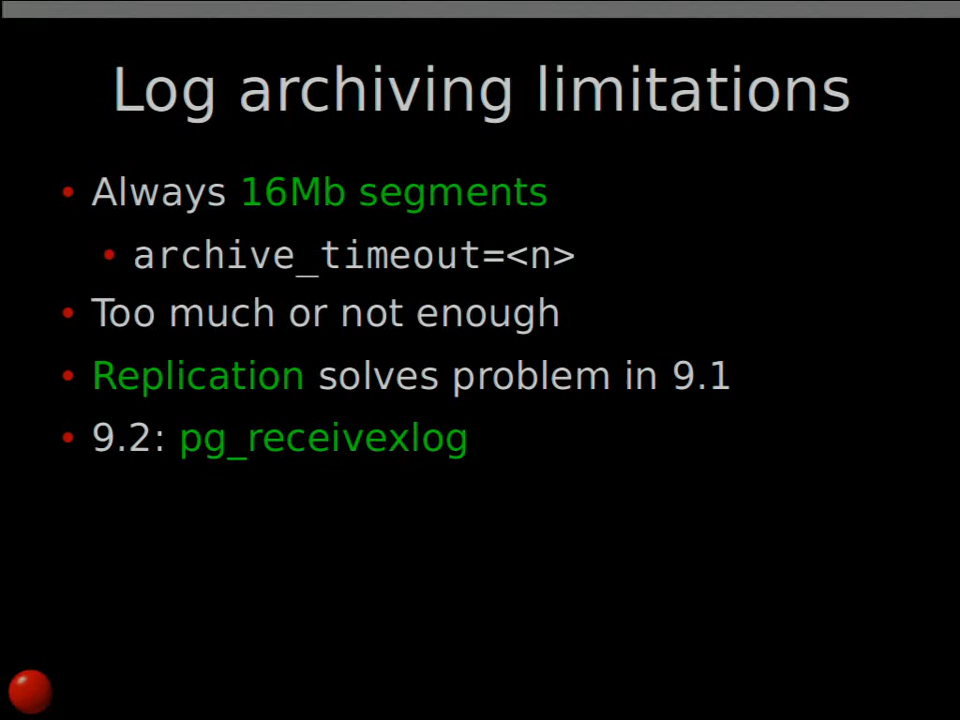 Log archiving limitations
Always 16Mb segments
archive_timeout=<n>
Too much or not enough
Replication solves problem in 9.1
9.2: pg_receivexlog